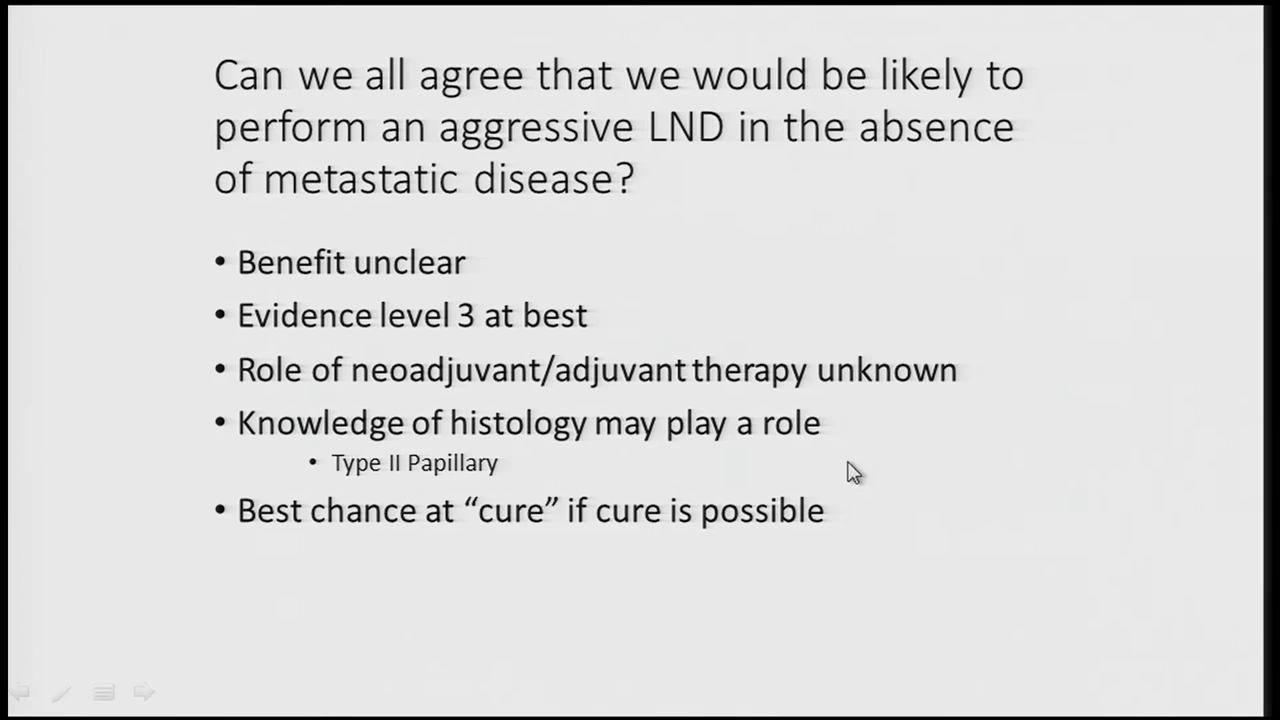 Can we all agree that we would be likely to
perform an aggressive LND in the absence
of metastatic disease?
• Benefit unclear
• Evidence level 3 at best
• Role of neoadjuvant/adjuvant therapy unknown
• Knowledge of histology may play a role
• Type II Papillary
• Best chance at “cure” if cure is possible